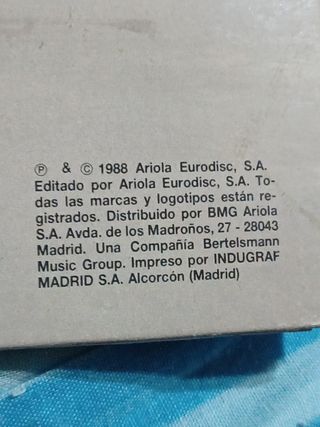 ℗ & © 1988 Ariola Eurodisc, S.A.
Editado por Ariola Eurodisc, S.A. To-
das las marcas y logotipos están re-
gistrados. Distribuido por BMG Ariola
S.A. Avda. de los Madroños, 27 - 28043
Madrid. Una Compañía Bertelsmann
Music Group. Impreso por INDUGRAF
MADRID S.A. Alcorcón (Madrid)